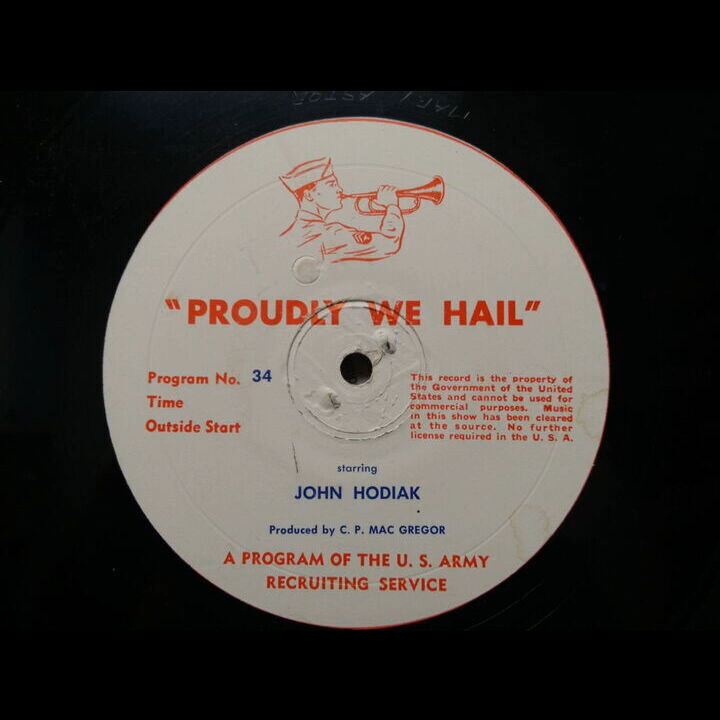 MARY ASTOR
"PROUDLY WE HAIL"
Program No. 34
Time
Outside Start
This record is the property of
the Government of the United
States and cannot be used for
commercial purposes. Music
in this show has been cleared
at the source. No further
license required in the U. S. A.
starring
JOHN HODIAK
Produced by C. P. MAC GREGOR
A PROGRAM OF THE U. S. ARMY
RECRUITING SERVICE